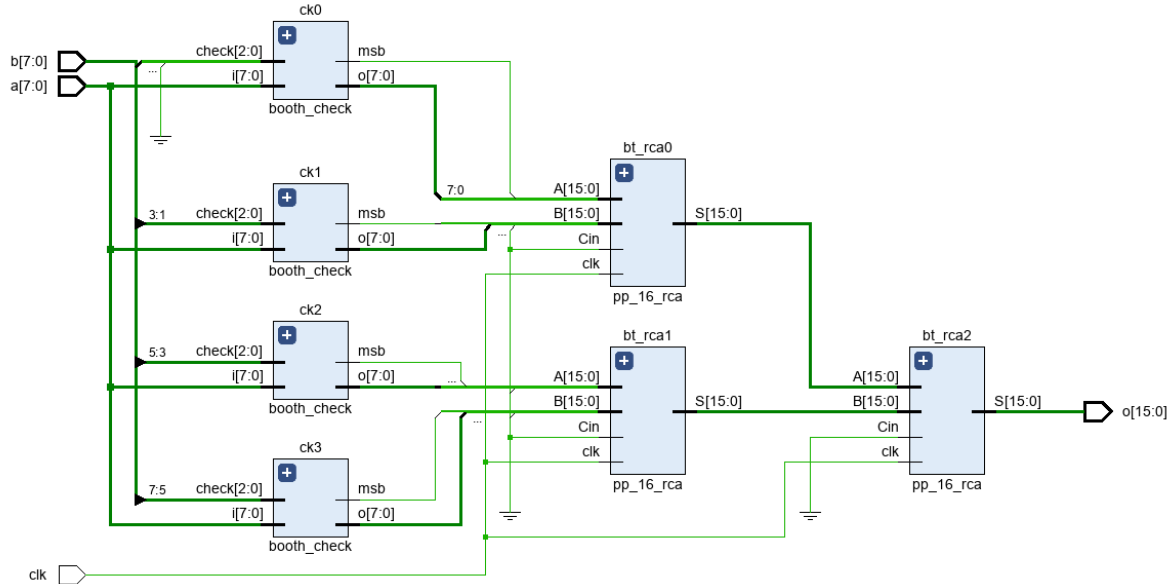 ck0
b[7:0]
a[7:0]
check[2:0]
...
i[7:0]
msb
o[7:0]
booth_check
ck1
3:1
check[2:0]
i[7:0]
msb
o[7:0]
booth_check
...
7:0
bt_rca0
A[15:0]
B[15:0]
Cin
clk
S[15:0]
pp_16_rca
ck2
5:3
check[2:0]
i[7:0]
msb
o[7:0]
booth_check
...
bt_rca1
A[15:0]
B[15:0]
Cin
clk
S[15:0]
pp_16_rca
bt_rca2
A[15:0]
B[15:0]
Cin
clk
S[15:0]
pp_16_rca
o[15:0]
ck3
7:5
check[2:0]
i[7:0]
msb
o[7:0]
booth_check
...
clk